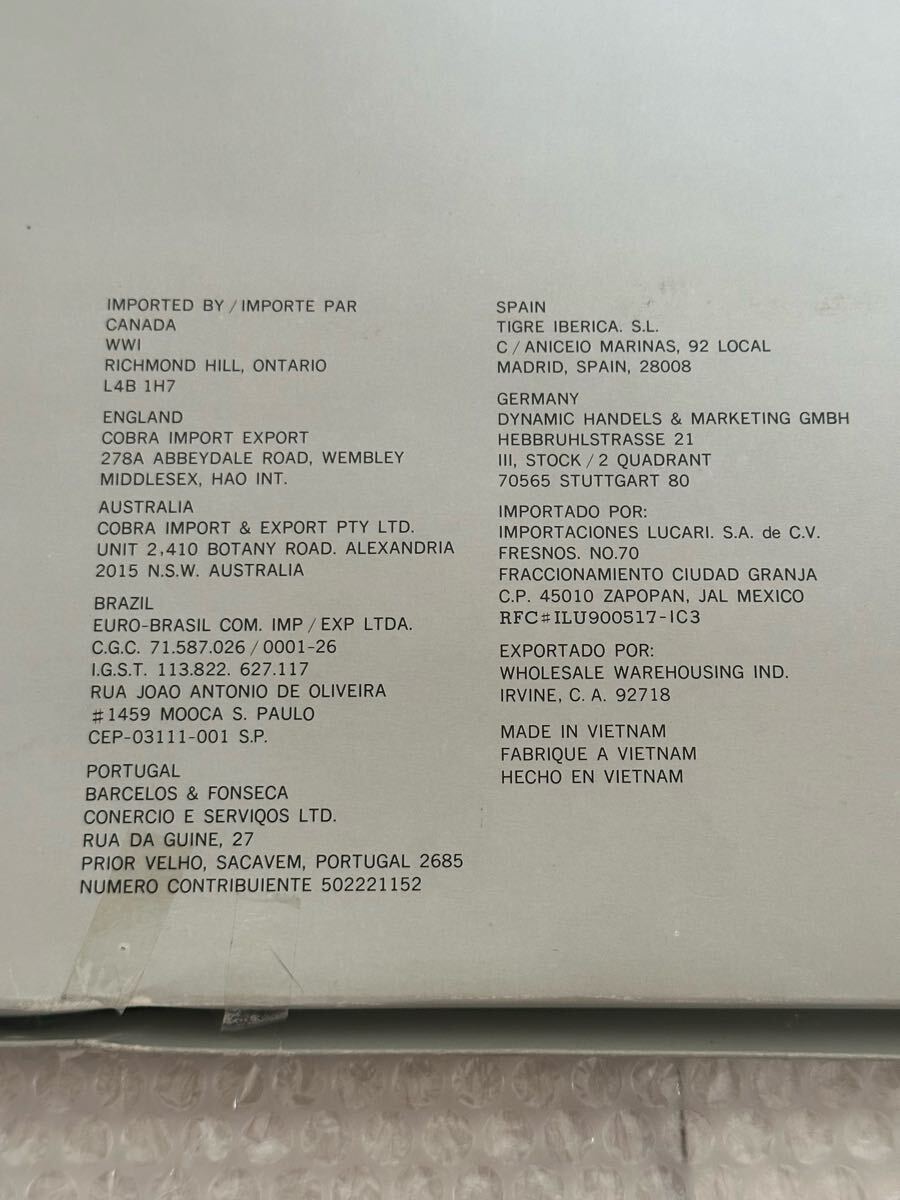 IMPORTED BY / IMPORTE PAR
CANADA
WWI
RICHMOND HILL, ONTARIO
L4B 1H7
ENGLAND
COBRA IMPORT EXPORT
278A ABBEYDALE ROAD, WEMBLEY
MIDDLESEX, HAO INT.
AUSTRALIA
COBRA IMPORT & EXPORT PTY LTD.
UNIT 2,410 BOTANY ROAD. ALEXANDRIA
2015 N.S.W. AUSTRALIA
BRAZIL
EURO-BRASIL COM. IMP / EXP LTDA.
C.G.C. 71.587.026 / 0001-26
I.G.S.T. 113.822. 627.117
RUA JOAO ANTONIO DE OLIVEIRA
#1459 MOOCA S. PAULO
CEP-03111-001 S.P.
PORTUGAL
BARCELOS & FONSECA
CONERCIO E SERVIQOS LTD.
RUA DA GUINE, 27
PRIOR VELHO, SACAVEM, PORTUGAL 2685
NUMERO CONTRIBUIENTE 502221152
SPAIN
TIGRE IBERICA. S.L.
C / ANICEIO MARINAS, 92 LOCAL
MADRID, SPAIN, 28008
GERMANY
DYNAMIC HANDELS & MARKETING GMBH
HEBBRUHLSTRASSE 21
III, STOCK / 2 QUADRANT
70565 STUTTGART 80
IMPORTADO POR:
IMPORTACIONES LUCARI. S.A. de C.V.
FRESNOS. NO.70
FRACCIONAMIENTO CIUDAD GRANJA
C.P. 45010 ZAPOPAN, JAL MEXICO
RFC#ILU900517-IC3
EXPORTADO POR:
WHOLESALE WAREHOUSING IND.
IRVINE, C. A. 92718
MADE IN VIETNAM
FABRIQUE A VIETNAM
HECHO EN VIETNAM